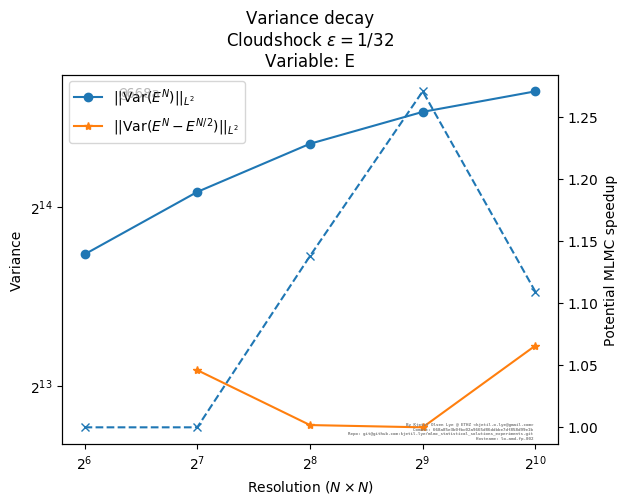 Variance decay
Cloudshock ε = 1/32
Variable: E
||Var(E^N)||_{L^2}
||Var(E^N − E^{N/2})||_{L^2}
Variance
2^14
2^13
1.25
1.20
1.15
1.10
1.05
1.00
Potential MLMC speedup
2^6 2^7 2^8 2^9 2^10
Resolution (N × N)